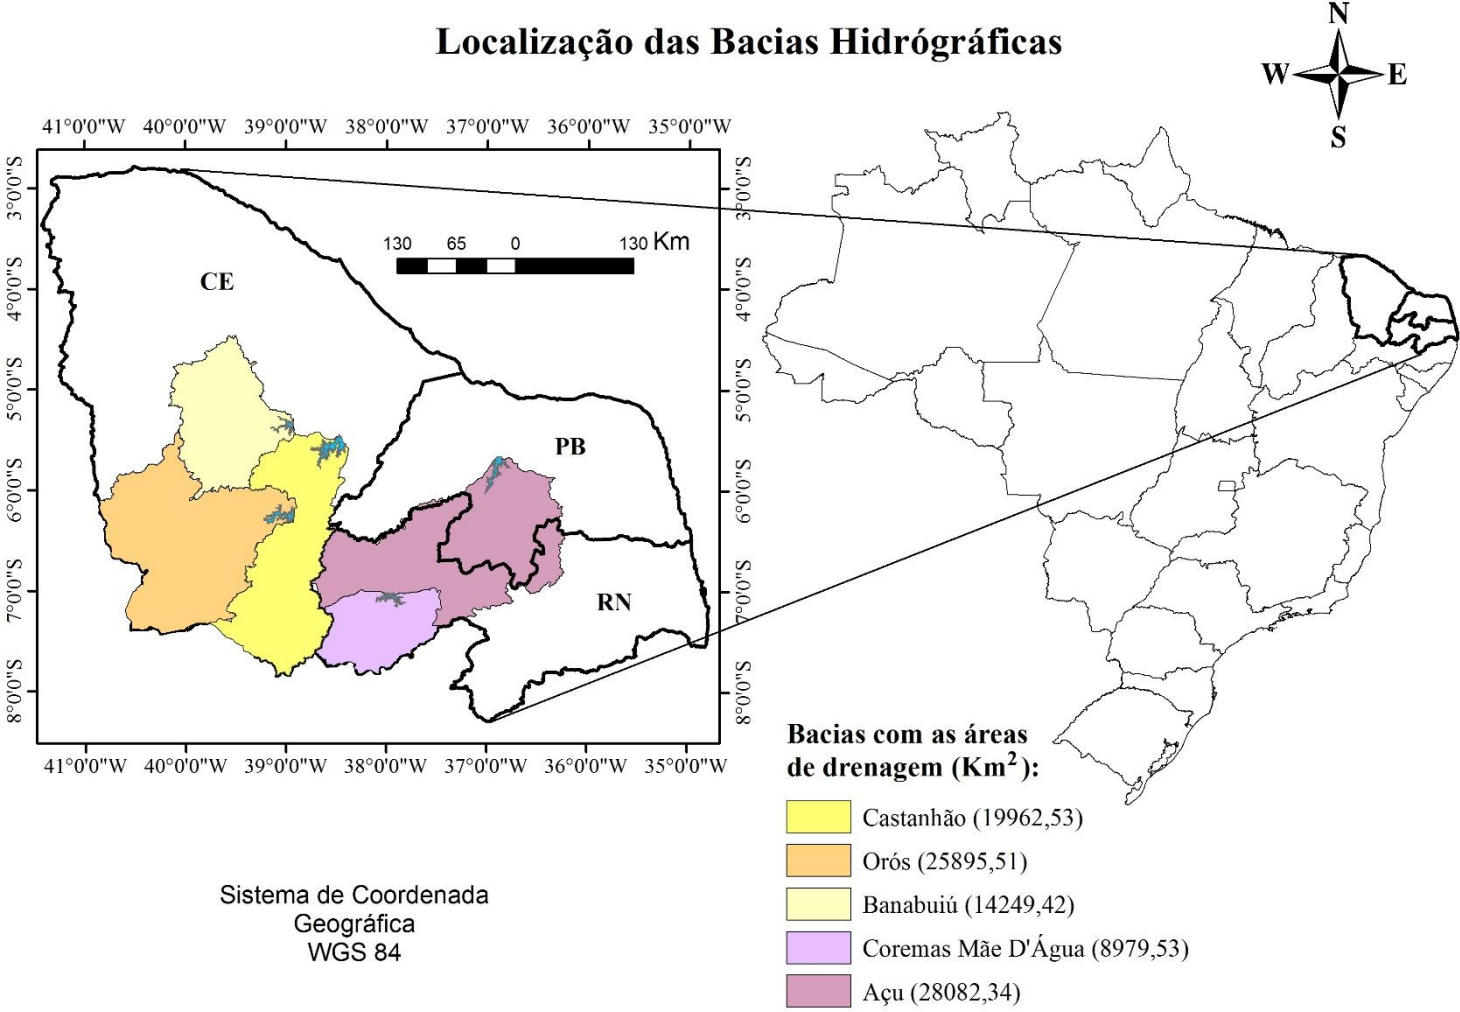 Localização das Bacias Hidrógráficas
N
W E
S
41°0'0"W 40°0'0"W 39°0'0"W 38°0'0"W 37°0'0"W 36°0'0"W 35°0'0"W
3°0'0"S
4°0'0"S
5°0'0"S
6°0'0"S
7°0'0"S
8°0'0"S
130 65 0 130 Km
CE
PB
RN
3°0'0"S
4°0'0"S
5°0'0"S
6°0'0"S
7°0'0"S
8°0'0"S
41°0'0"W 40°0'0"W 39°0'0"W 38°0'0"W 37°0'0"W 36°0'0"W 35°0'0"W
Bacias com as áreas
de drenagem (Km²):
Castanhão (19962,53)
Orós (25895,51)
Banabuiú (14249,42)
Coremas Mãe D'Água (8979,53)
Açu (28082,34)
Sistema de Coordenada
Geográfica
WGS 84